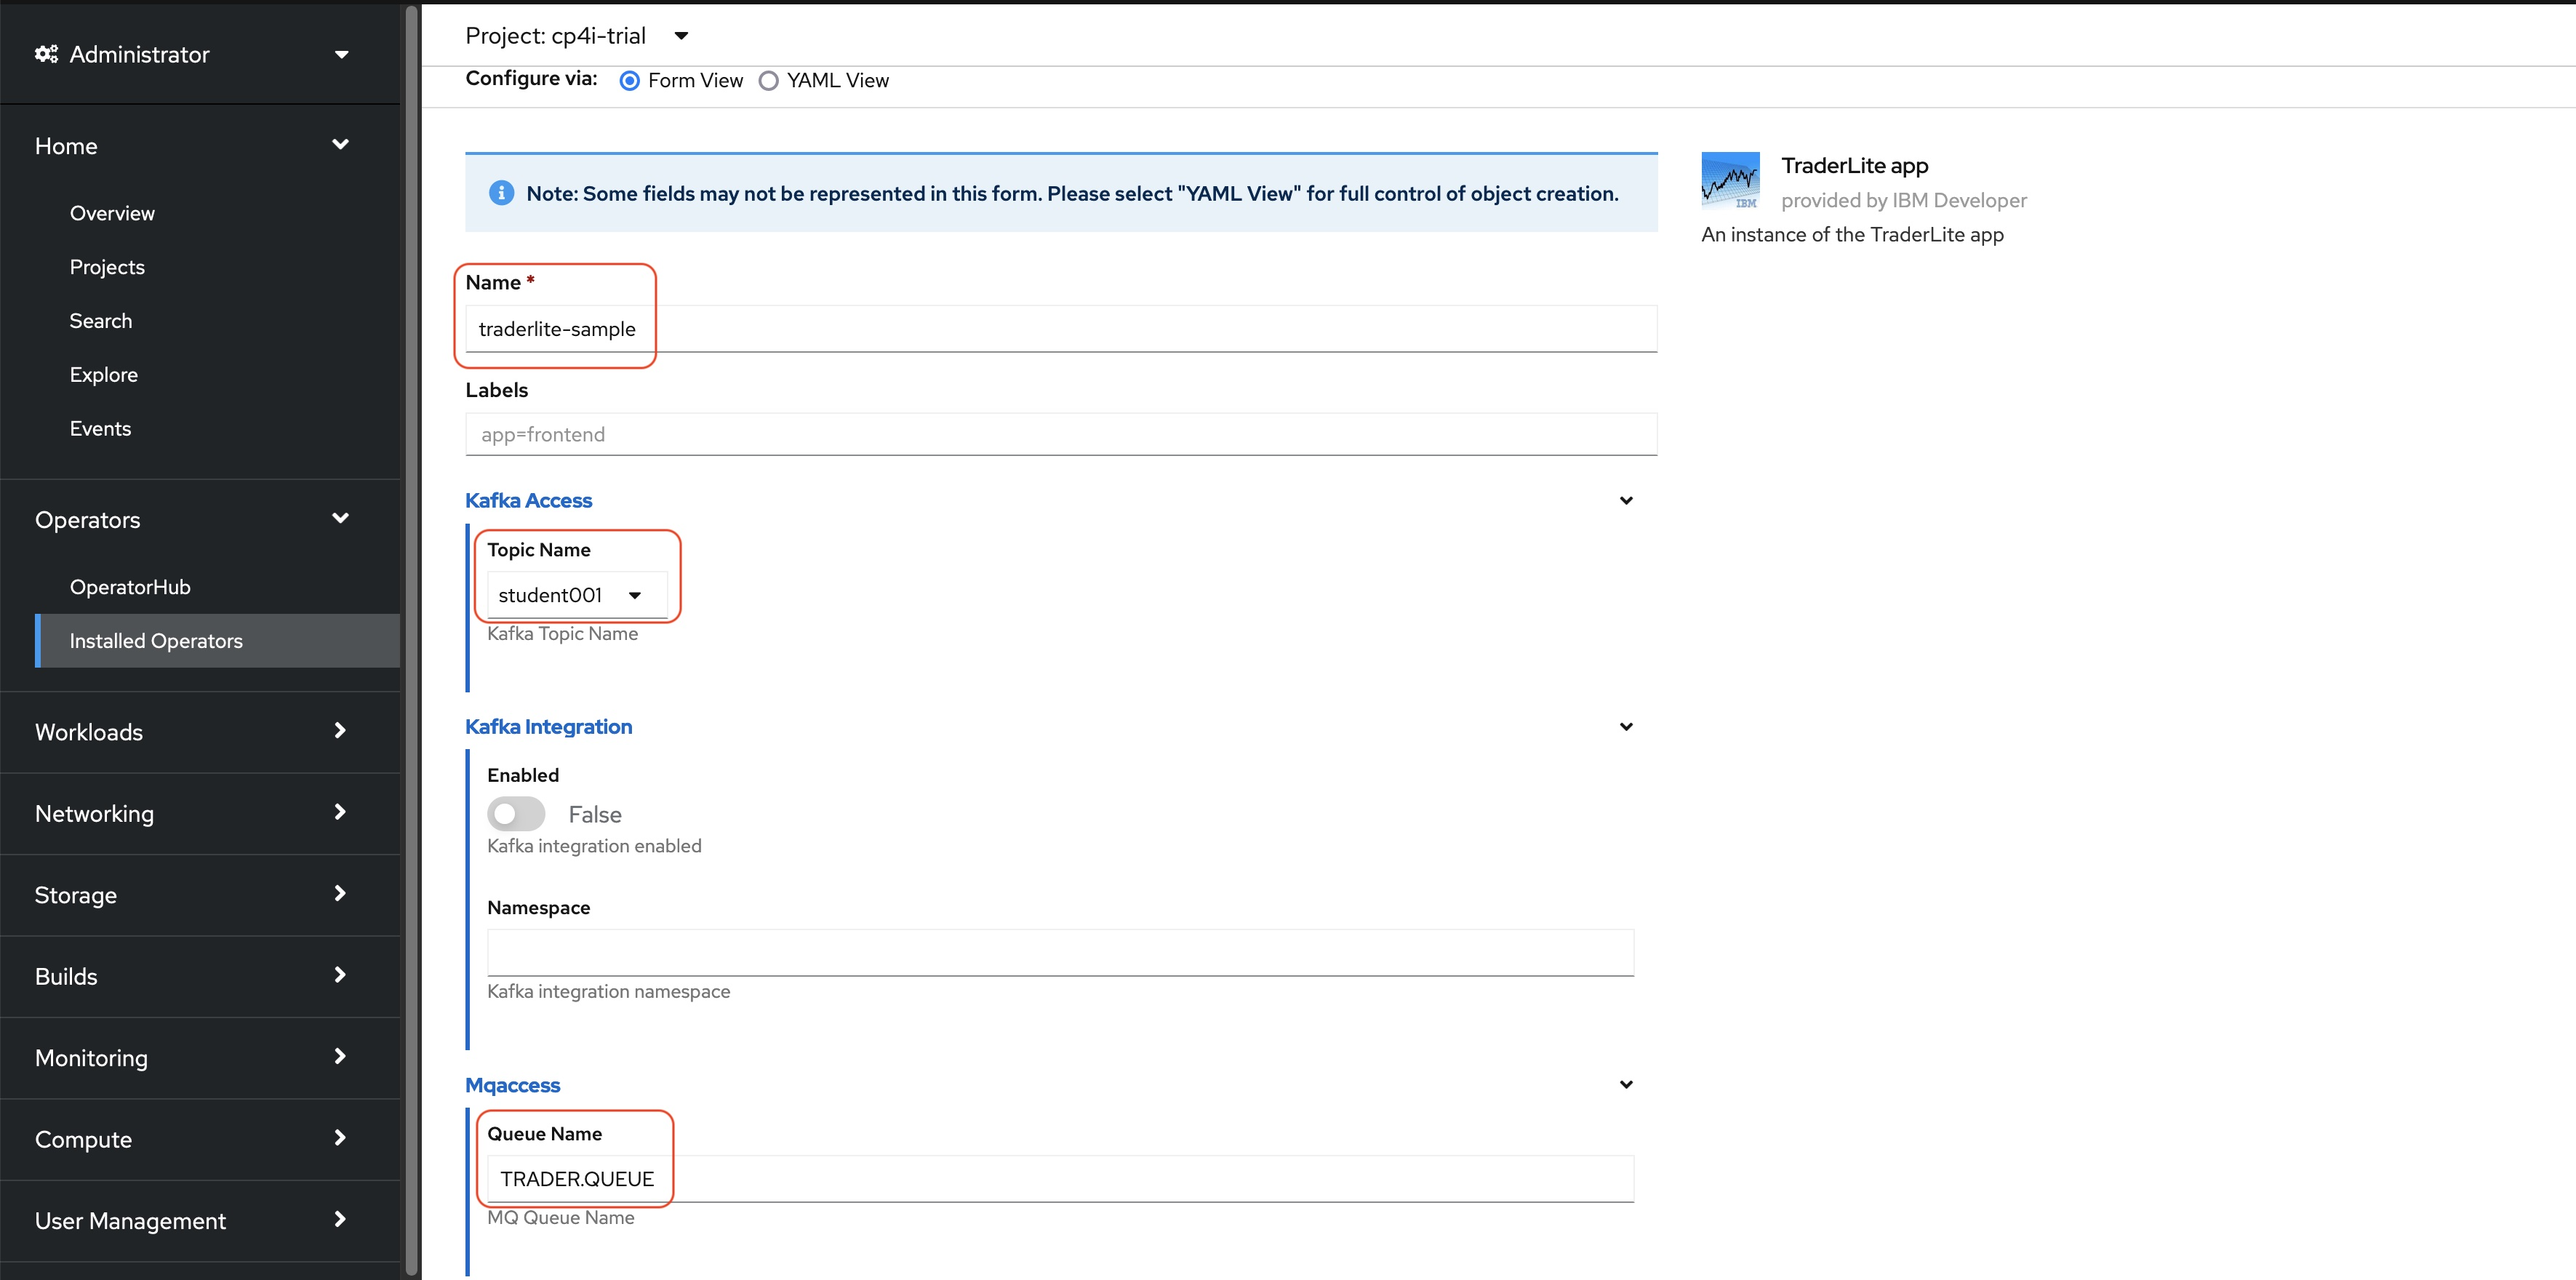 Administrator
Home
Overview
Projects
Search
Explore
Events
Operators
OperatorHub
Installed Operators
Workloads
Networking
Storage
Builds
Monitoring
Compute
User Management
Project: cp4i-trial
Configure via: Form View YAML View
Note: Some fields may not be represented in this form. Please select "YAML View" for full control of object creation.
Name *
traderlite-sample
Labels
app=frontend
Kafka Access
Topic Name
student001
Kafka Topic Name
Kafka Integration
Enabled
False
Kafka integration enabled
Namespace
Kafka integration namespace
Mqaccess
Queue Name
TRADER.QUEUE
MQ Queue Name
IBM
TraderLite app
provided by IBM Developer
An instance of the TraderLite app